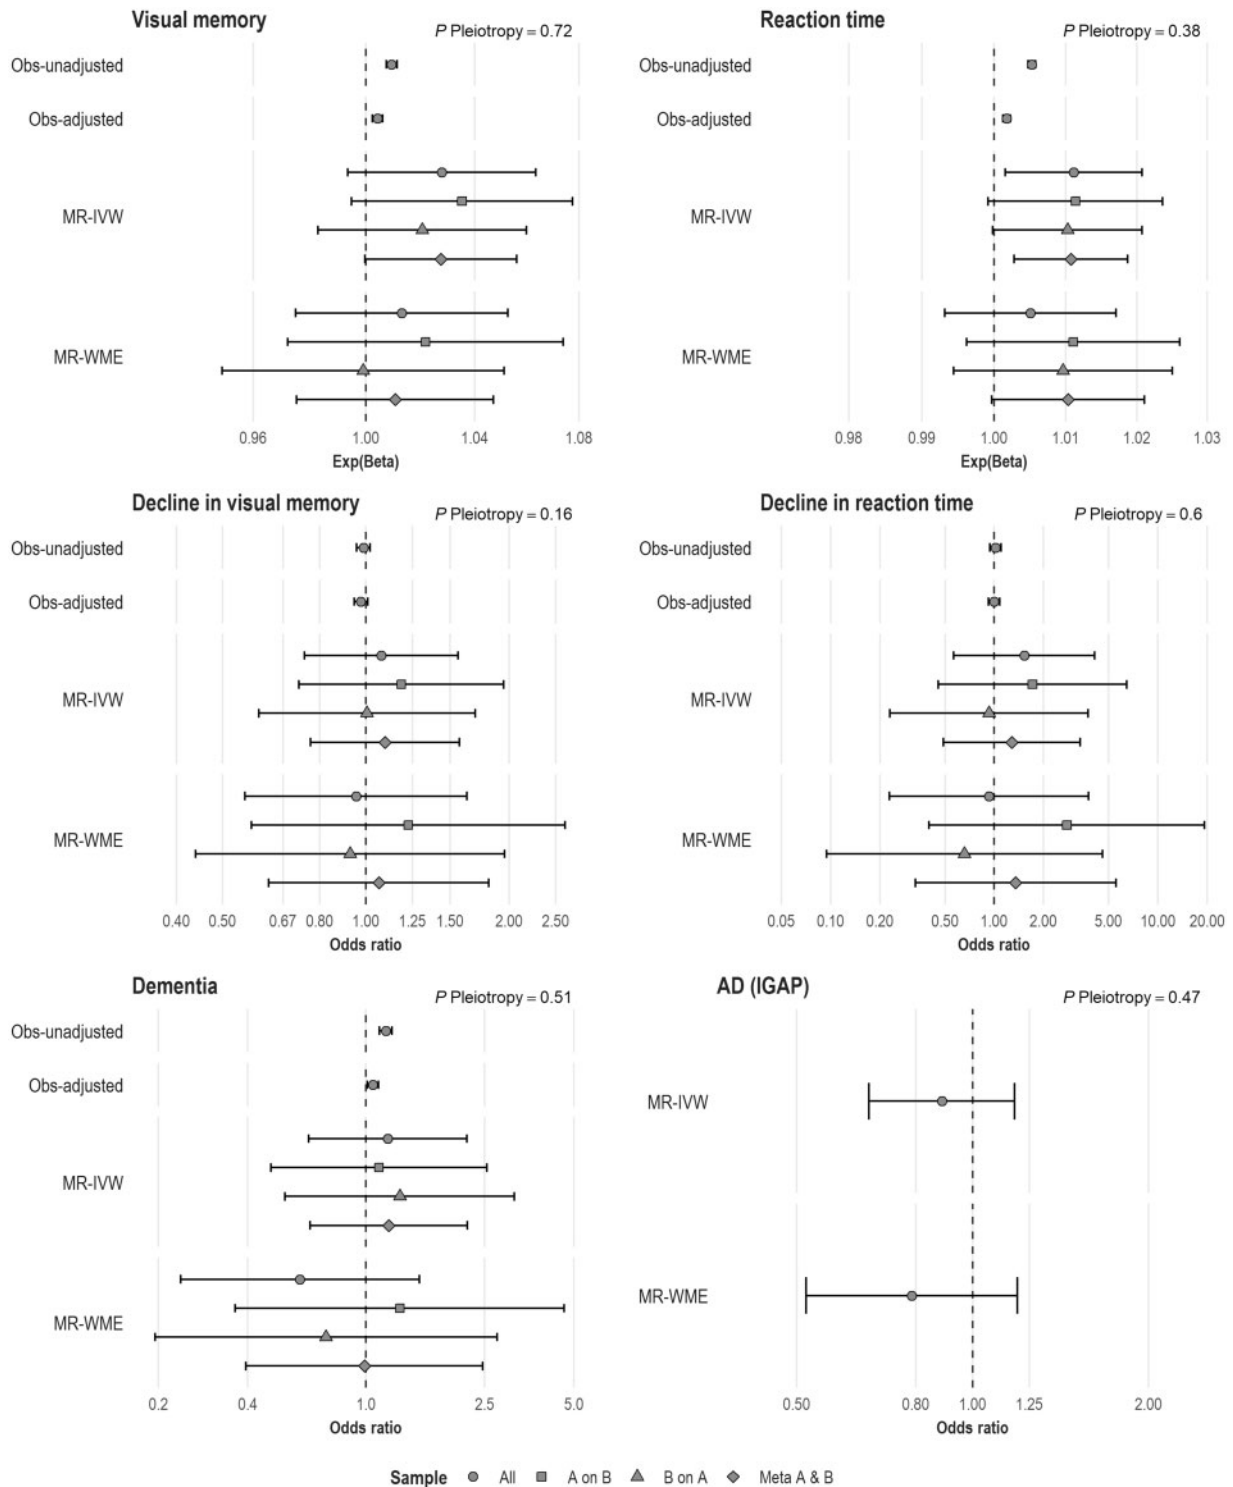 Visual memory
P Pleiotropy = 0.72
Obs-unadjusted
Obs-adjusted
MR-IVW
MR-WME
0.96 1.00 1.04 1.08
Exp(Beta)
Reaction time
P Pleiotropy = 0.38
Obs-unadjusted
Obs-adjusted
MR-IVW
MR-WME
0.98 0.99 1.00 1.01 1.02 1.03
Exp(Beta)
Decline in visual memory
P Pleiotropy = 0.16
Obs-unadjusted
Obs-adjusted
MR-IVW
MR-WME
0.40 0.50 0.67 0.80 1.00 1.25 1.50 2.00 2.50
Odds ratio
Decline in reaction time
P Pleiotropy = 0.6
Obs-unadjusted
Obs-adjusted
MR-IVW
MR-WME
0.05 0.10 0.20 0.50 1.00 2.00 5.00 10.00 20.00
Odds ratio
Dementia
P Pleiotropy = 0.51
Obs-unadjusted
Obs-adjusted
MR-IVW
MR-WME
0.2 0.4 1.0 2.5 5.0
Odds ratio
AD (IGAP)
P Pleiotropy = 0.47
MR-IVW
MR-WME
0.50 0.80 1.00 1.25 2.00
Odds ratio
Sample All A on B B on A Meta A & B